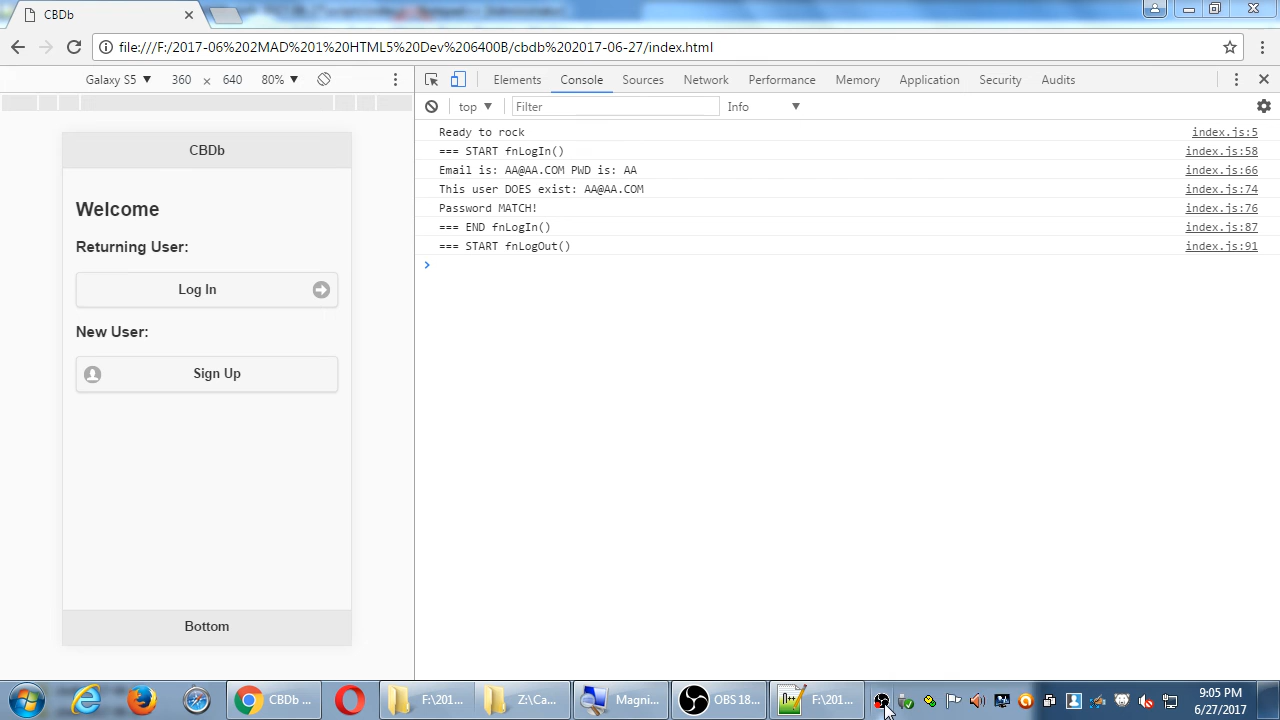 CBDb
file:///F:/2017-06%202MAD%201%20HTML5%20Dev%206400B/cbdb%202017-06-27/index.html
Galaxy S5 360 × 640 80%
Elements Console Sources Network Performance Memory Application Security Audits
top Filter Info
CBDb
Welcome
Returning User:
Log In
New User:
Sign Up
Bottom
Ready to rock index.js:5
=== START fnLogIn() index.js:58
Email is: AA@AA.COM PWD is: AA index.js:66
This user DOES exist: AA@AA.COM index.js:74
Password MATCH! index.js:76
=== END fnLogIn() index.js:87
=== START fnLogOut() index.js:91
>
CBDb ... F:\201... Z:\Ca... Magni... OBS 18.... F:\201...
9:05 PM
6/27/2017